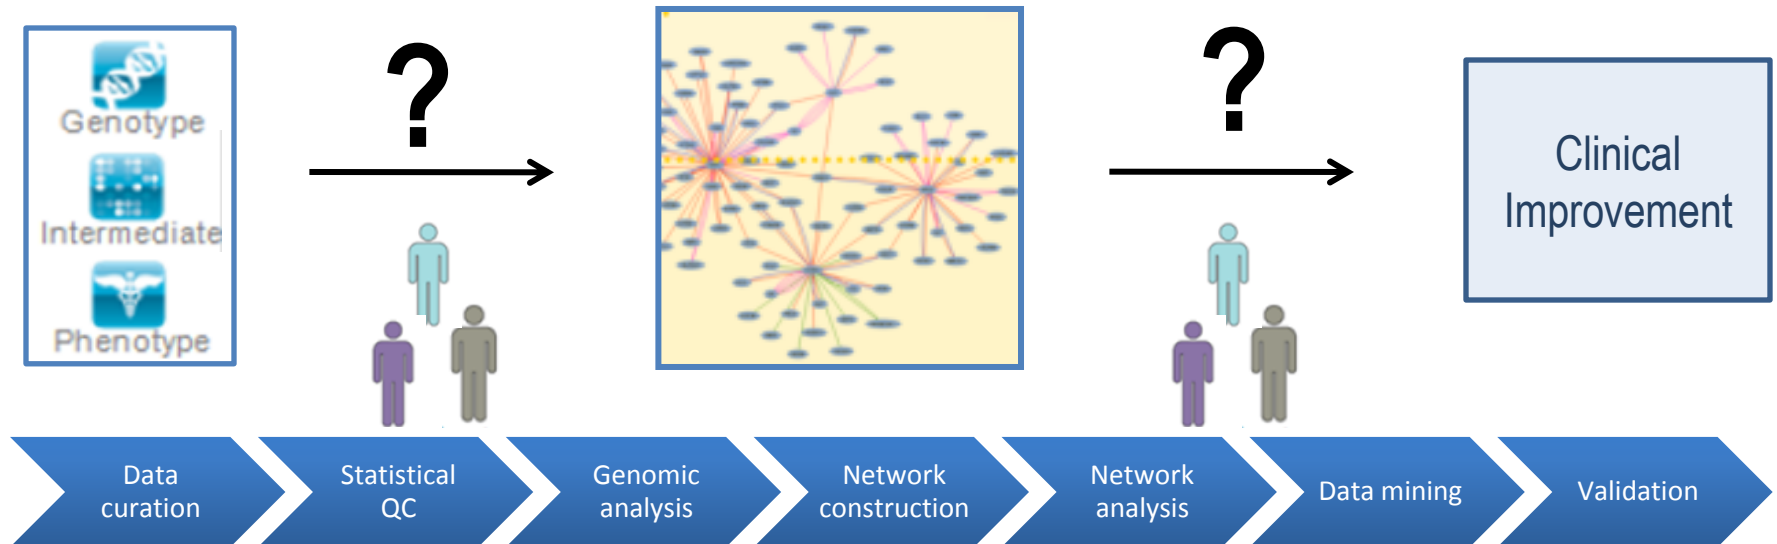 Genotype
Intermediate
Phenotype
?
?
Clinical
Improvement
Data
curation
Statistical
QC
Genomic
analysis
Network
construction
Network
analysis
Data mining
Validation